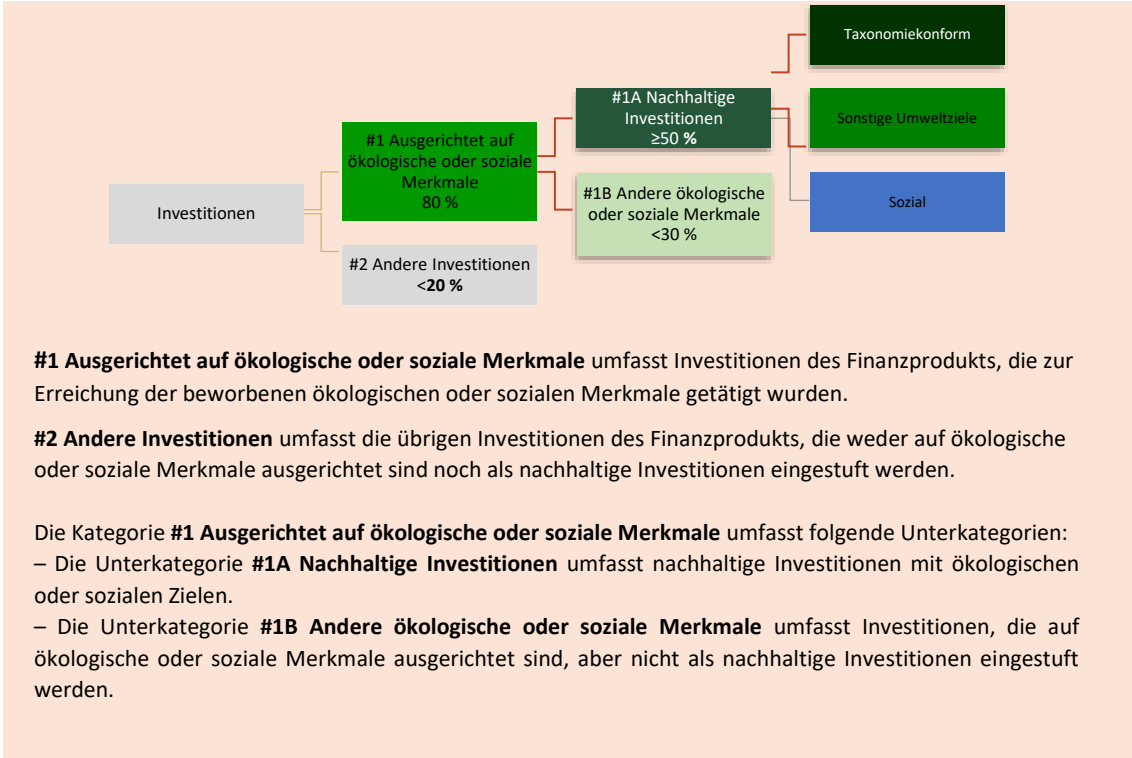 Taxonomiekonform
#1A Nachhaltige
Investitionen
≥50 %
Sonstige Umweltziele
#1 Ausgerichtet auf
ökologische oder soziale
Merkmale
80 %
#1B Andere ökologische
oder soziale Merkmale
<30 %
Sozial
Investitionen
#2 Andere Investitionen
<20 %
#1 Ausgerichtet auf ökologische oder soziale Merkmale umfasst Investitionen des Finanzprodukts, die zur
Erreichung der beworbenen ökologischen oder sozialen Merkmale getätigt wurden.
#2 Andere Investitionen umfasst die übrigen Investitionen des Finanzprodukts, die weder auf ökologische
oder soziale Merkmale ausgerichtet sind noch als nachhaltige Investitionen eingestuft werden.
Die Kategorie #1 Ausgerichtet auf ökologische oder soziale Merkmale umfasst folgende Unterkategorien:
– Die Unterkategorie #1A Nachhaltige Investitionen umfasst nachhaltige Investitionen mit ökologischen
oder sozialen Zielen.
– Die Unterkategorie #1B Andere ökologische oder soziale Merkmale umfasst Investitionen, die auf
ökologische oder soziale Merkmale ausgerichtet sind, aber nicht als nachhaltige Investitionen eingestuft
werden.